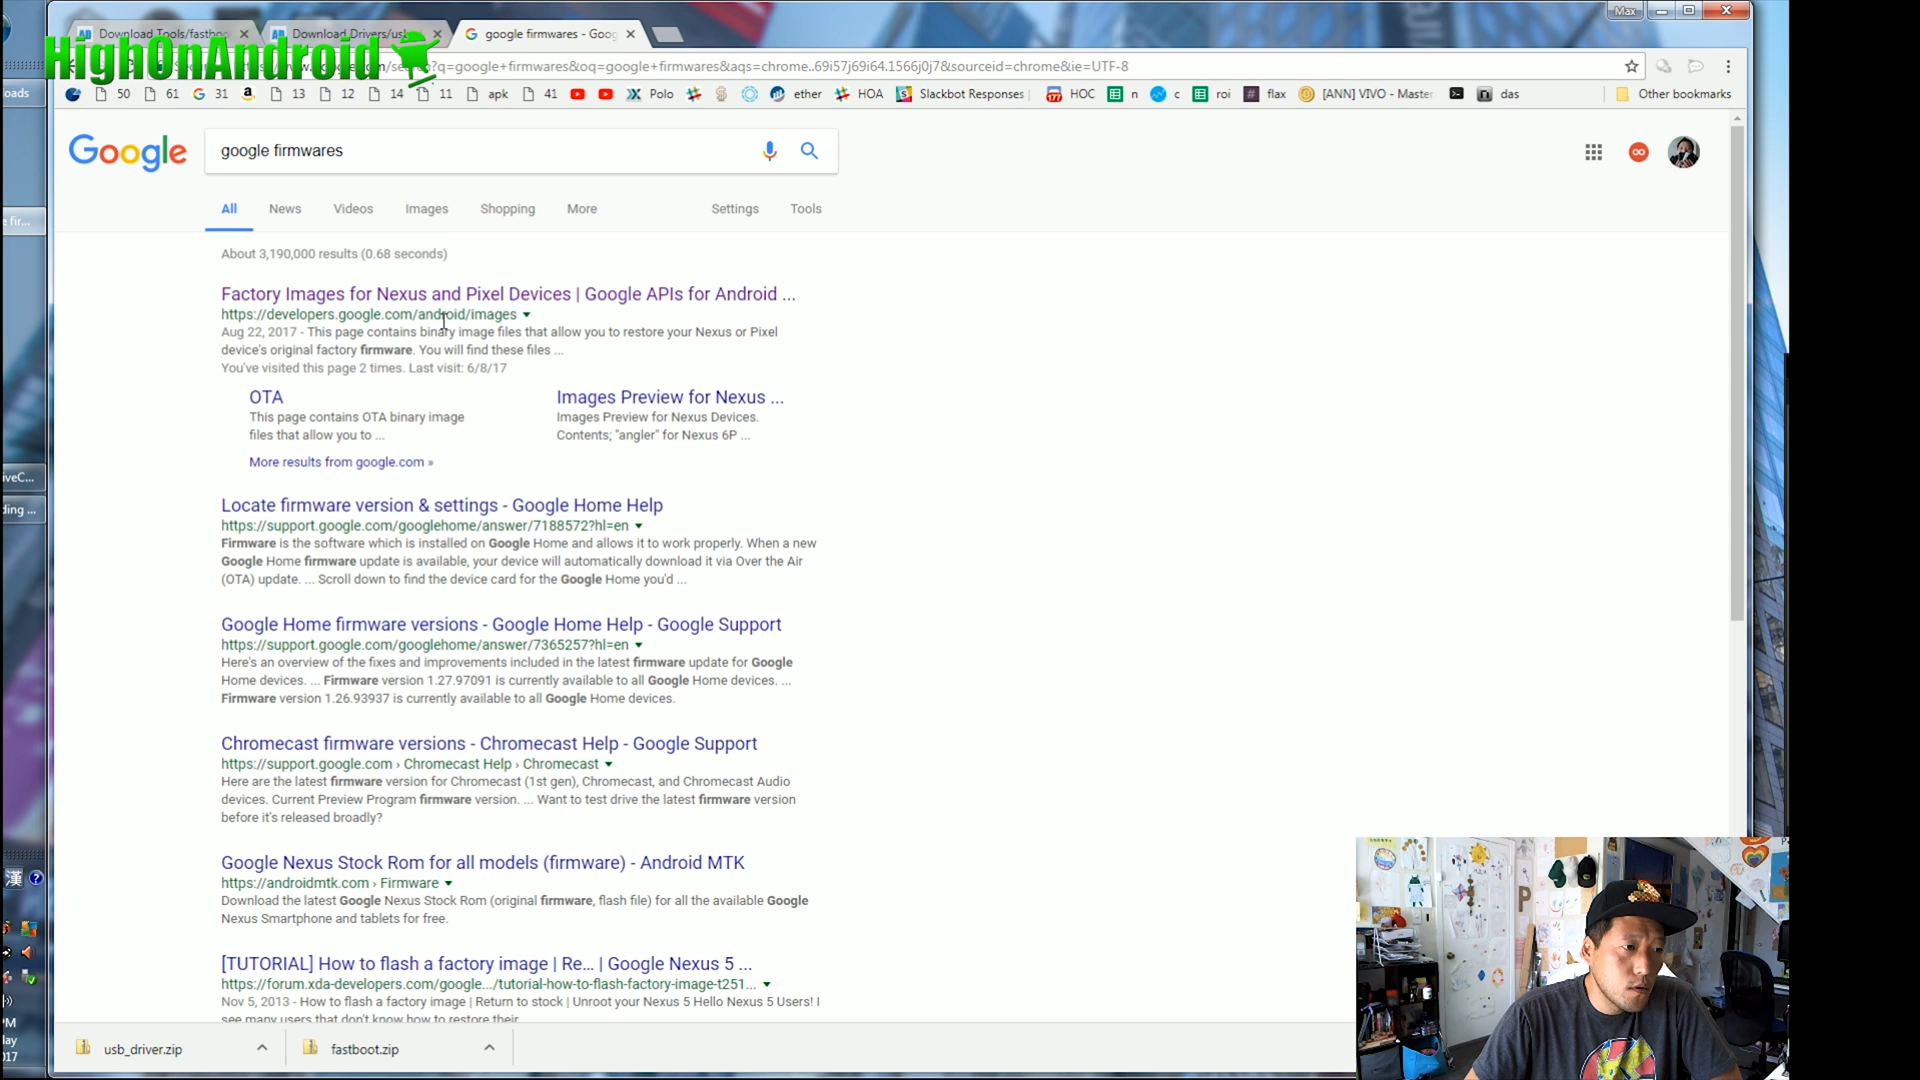 Max
Download Tools/fastboo
Download Drivers/us
google firmwares - Goog
HighOnAndroid
?q=google+firmwares&oq=google+firmwares&aqs=chrome..69i57j69i64.1566j0j7&sourceid=chrome&ie=UTF-8
oads
50 61 31 13 12 14 11 apk 41 Polo ether HOA Slackbot Responses HOC n c roi flax [ANN] VIVO - Master das Other bookmarks
Google
google firmwares
e fir...
All News Videos Images Shopping More Settings Tools
About 3,190,000 results (0.68 seconds)
Factory Images for Nexus and Pixel Devices | Google APIs for Android ...
https://developers.google.com/android/images
Aug 22, 2017 - This page contains binary image files that allow you to restore your Nexus or Pixel
device's original factory firmware. You will find these files ...
You've visited this page 2 times. Last visit: 6/8/17
OTA
This page contains OTA binary image
files that allow you to ...
Images Preview for Nexus ...
Images Preview for Nexus Devices.
Contents; "angler" for Nexus 6P ...
More results from google.com »
iveC...
ding ...
Locate firmware version & settings - Google Home Help
https://support.google.com/googlehome/answer/7188572?hl=en
Firmware is the software which is installed on Google Home and allows it to work properly. When a new
Google Home firmware update is available, your device will automatically download it via Over the Air
(OTA) update. ... Scroll down to find the device card for the Google Home you'd ...
Google Home firmware versions - Google Home Help - Google Support
https://support.google.com/googlehome/answer/7365257?hl=en
Here's an overview of the fixes and improvements included in the latest firmware update for Google
Home devices. ... Firmware version 1.27.97091 is currently available to all Google Home devices. ...
Firmware version 1.26.93937 is currently available to all Google Home devices.
Chromecast firmware versions - Chromecast Help - Google Support
https://support.google.com › Chromecast Help › Chromecast
Here are the latest firmware version for Chromecast (1st gen), Chromecast, and Chromecast Audio
devices. Current Preview Program firmware version. ... Want to test drive the latest firmware version
before it's released broadly?
Google Nexus Stock Rom for all models (firmware) - Android MTK
https://androidmtk.com › Firmware
Download the latest Google Nexus Stock Rom (original firmware, flash file) for all the available Google
Nexus Smartphone and tablets for free.
[TUTORIAL] How to flash a factory image | Re... | Google Nexus 5 ...
https://forum.xda-developers.com/google.../tutorial-how-to-flash-factory-image-t251...
Nov 5, 2013 - How to flash a factory image | Return to stock | Unroot your Nexus 5 Hello Nexus 5 Users! I
see many users that don't know how to restore their
漢
PM
day
2017
usb_driver.zip
fastboot.zip
P